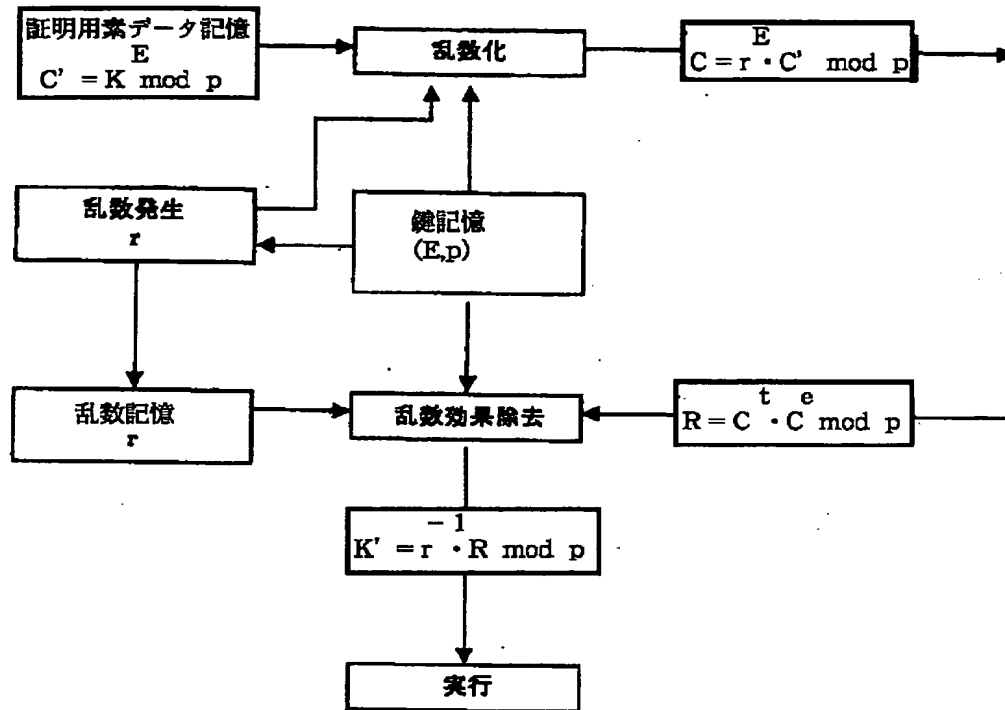 証明用素データ記憶
E
C' = K mod p
乱数化
E
C = r・C' mod p
乱数発生
r
鍵記憶
(E,p)
乱数記憶
r
乱数効果除去
t e
R = C ・C mod p
－1
K' = r ・R mod p
実行